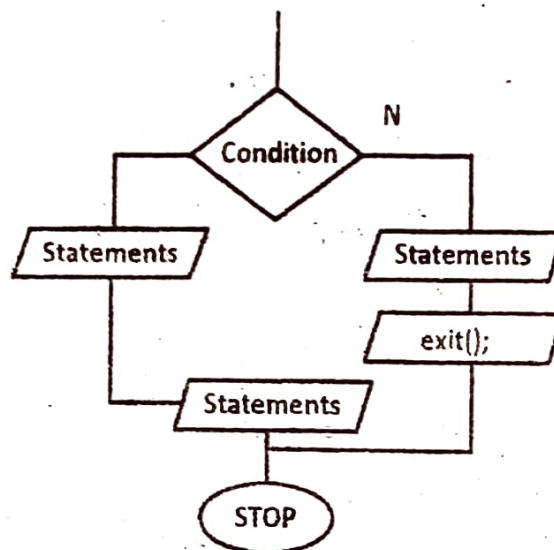 N
Condition
Statements
Statements
exit();
Statements
STOP